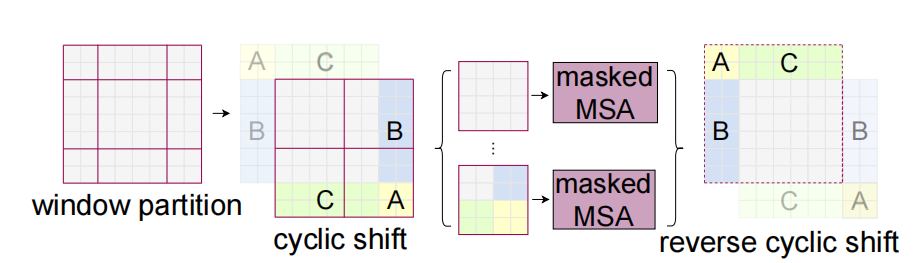 A
C
B
B
C
A
window partition
cyclic shift
masked
MSA
...
masked
MSA
A
C
B
B
C
A
reverse cyclic shift